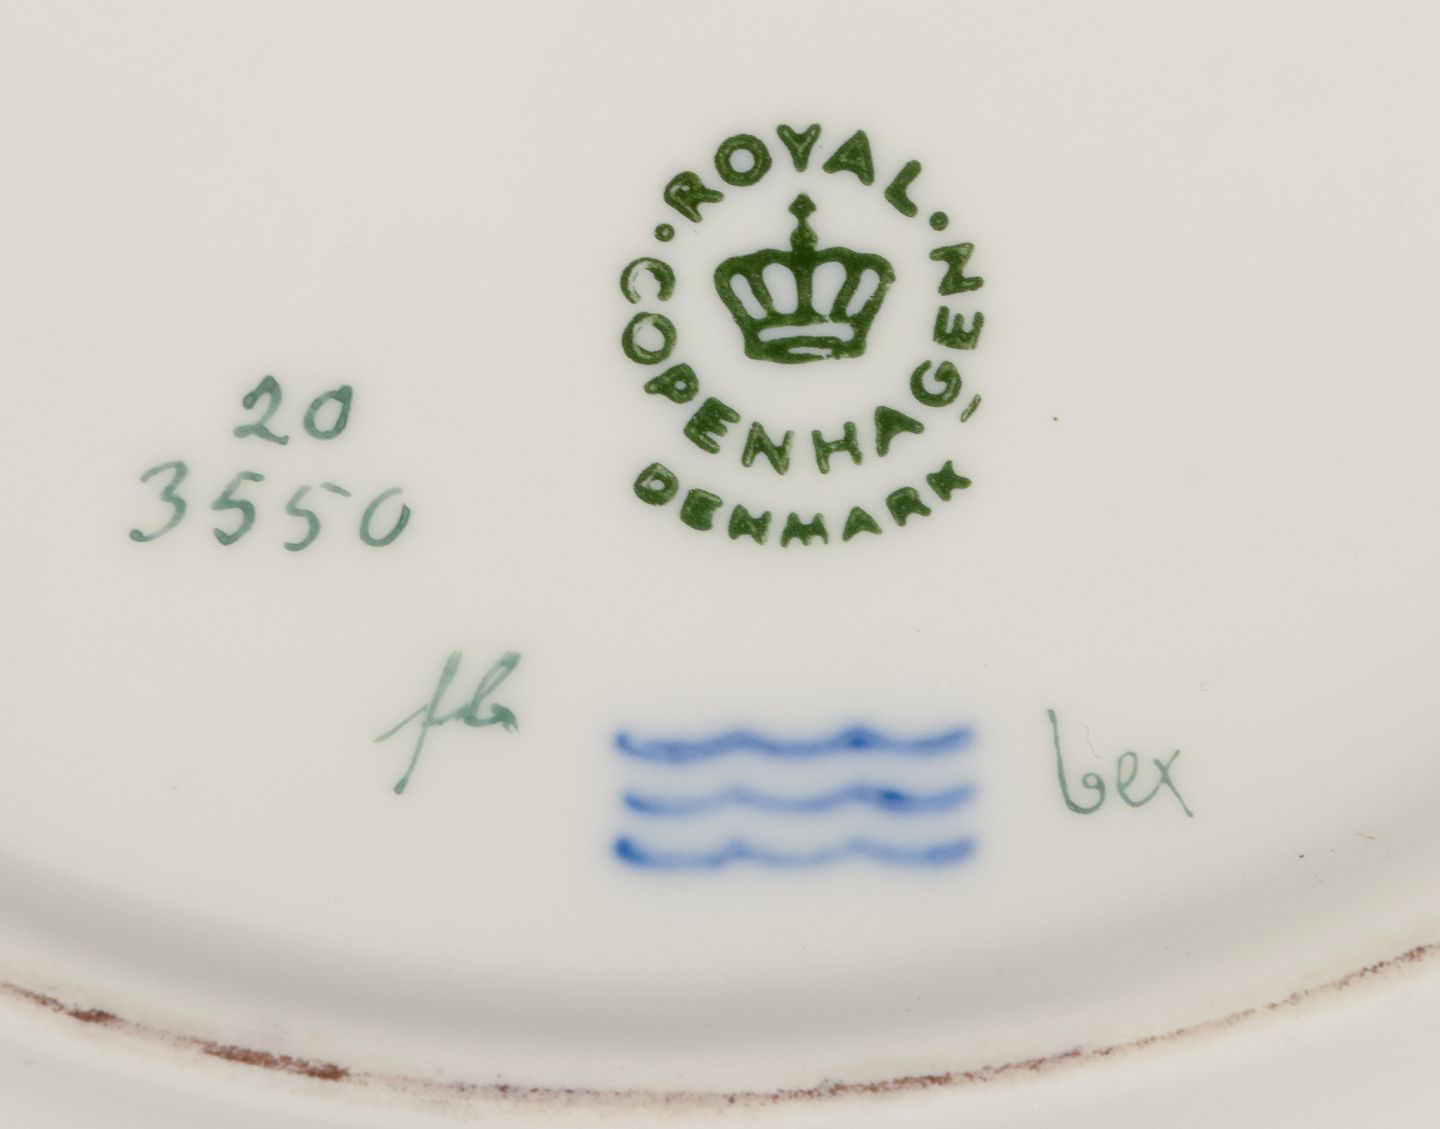 ROYAL
COPENHAGEN
DENMARK
20
3550
bex